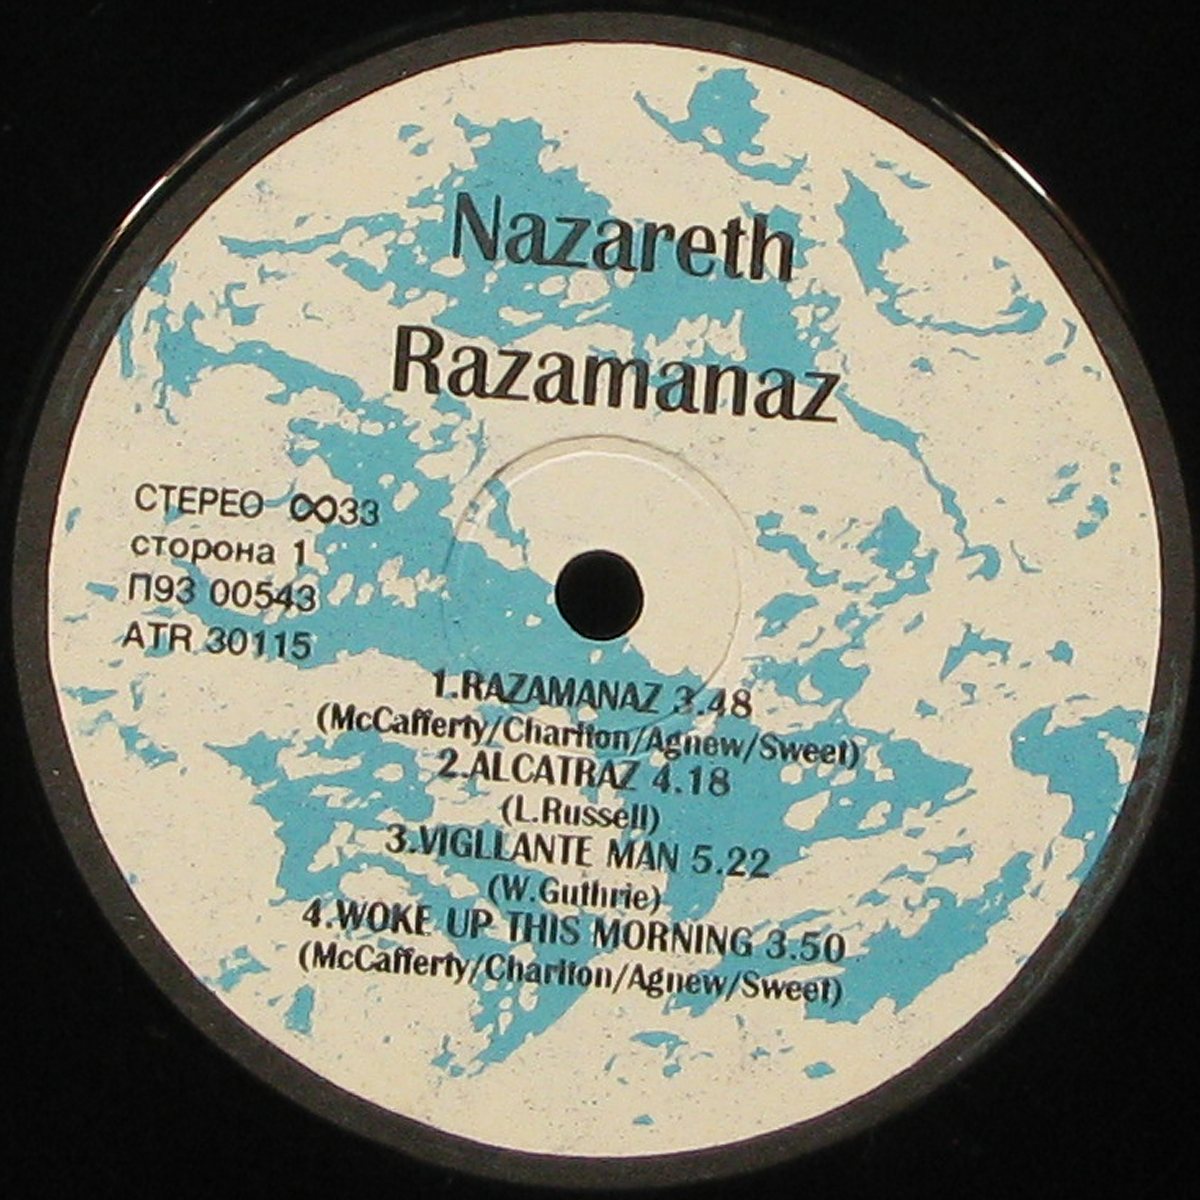 Nazareth
Razamanaz
СТЕРЕО ∞33
сторона 1
П93 00543
ATR 30115
1.RAZAMANAZ 3.48
(McCafferty/Charlton/Agnew/Sweet)
2.ALCATRAZ 4.18
(L.Russell)
3.VIGLLANTE MAN 5.22
(W.Guthrie)
4.WOKE UP THIS MORNING 3.50
(McCafferty/Charlton/Agnew/Sweet)